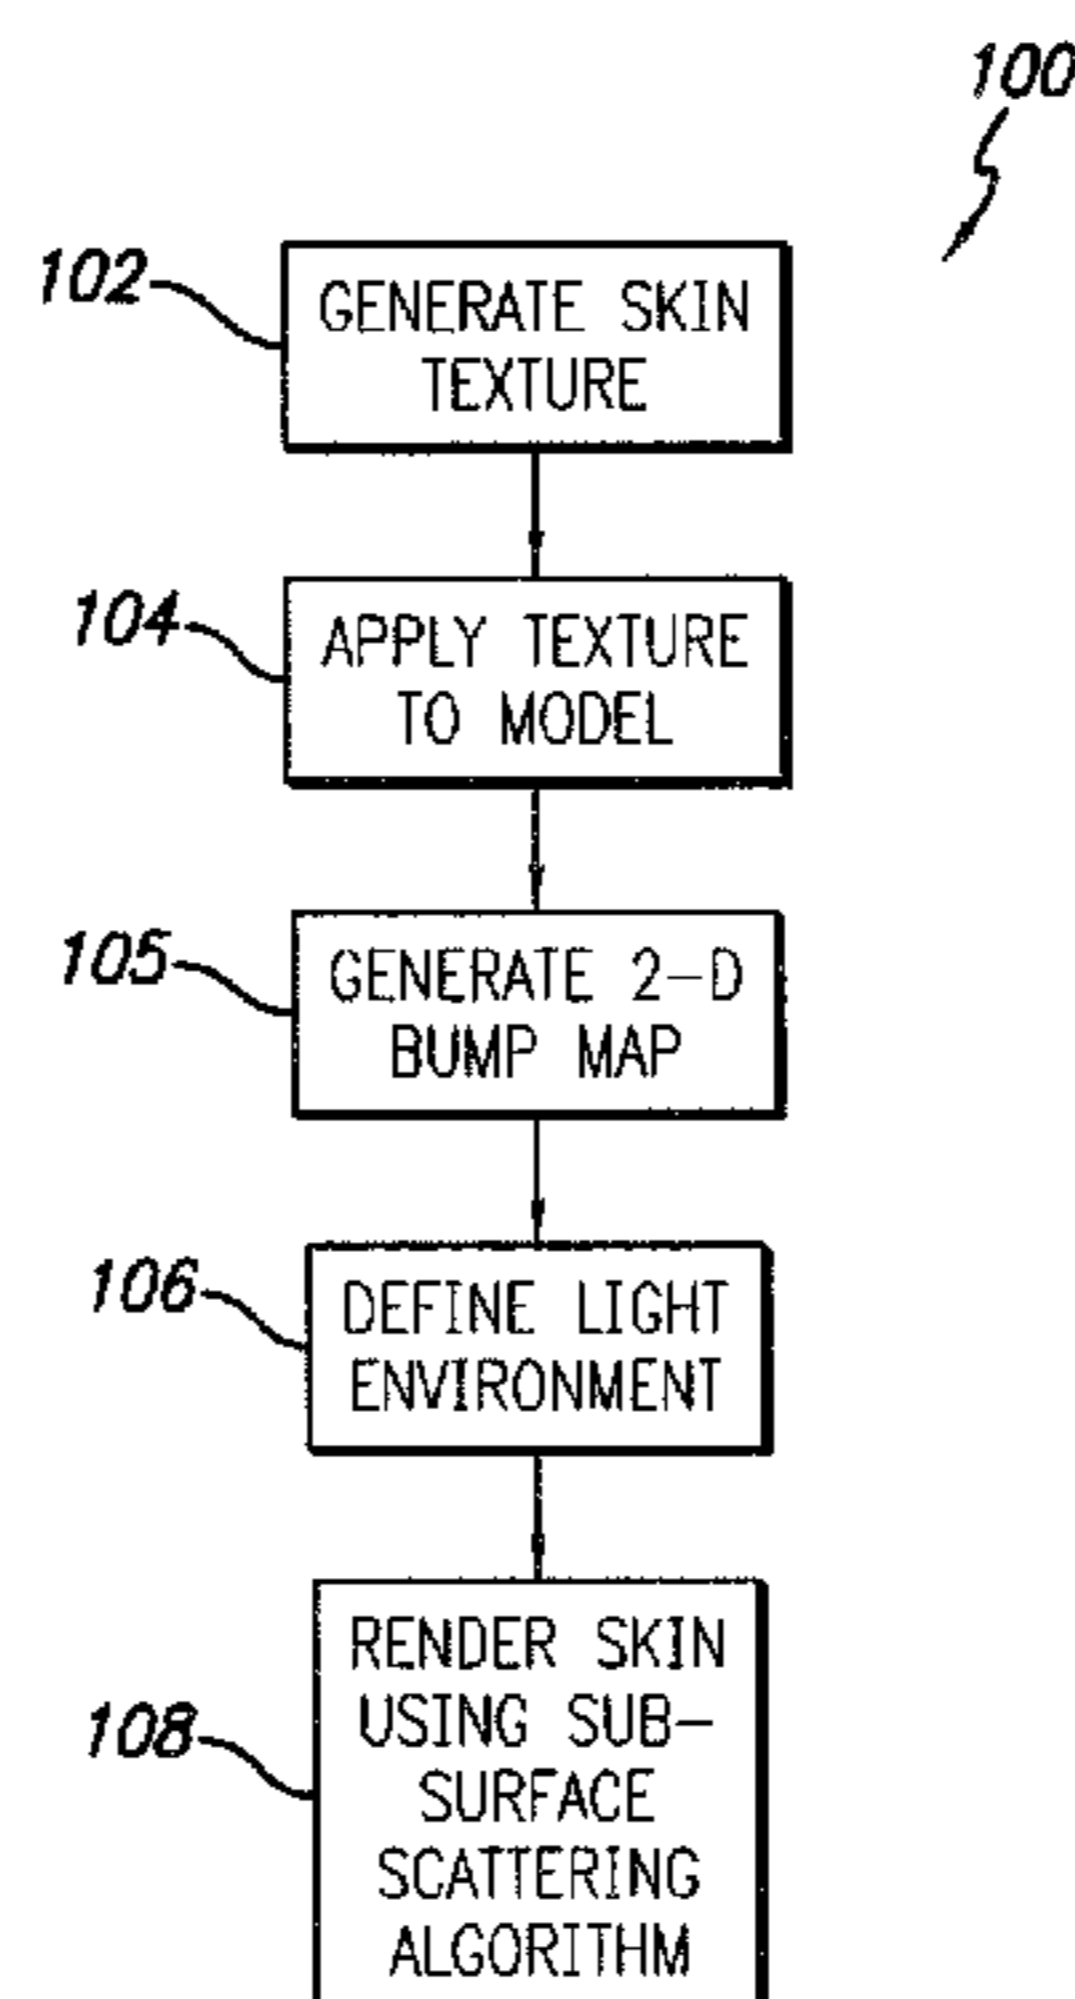 100
102
GENERATE SKIN
TEXTURE
104
APPLY TEXTURE
TO MODEL
105
GENERATE 2-D
BUMP MAP
106
DEFINE LIGHT
ENVIRONMENT
108
RENDER SKIN
USING SUB-
SURFACE
SCATTERING
ALGORITHM